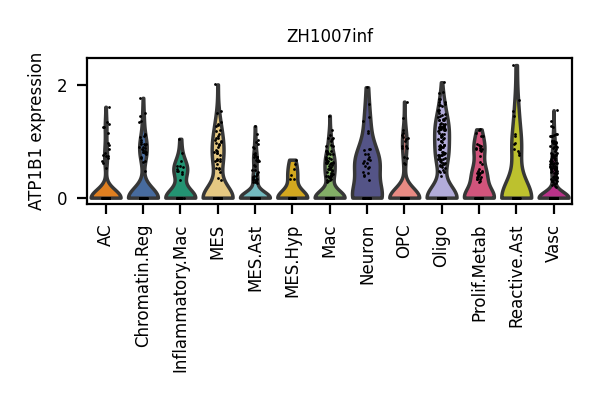 ZH1007inf
ATP1B1 expression
2
0
AC
Chromatin.Reg
Inflammatory.Mac
MES
MES.Ast
MES.Hyp
Mac
Neuron
OPC
Oligo
Prolif.Metab
Reactive.Ast
Vasc